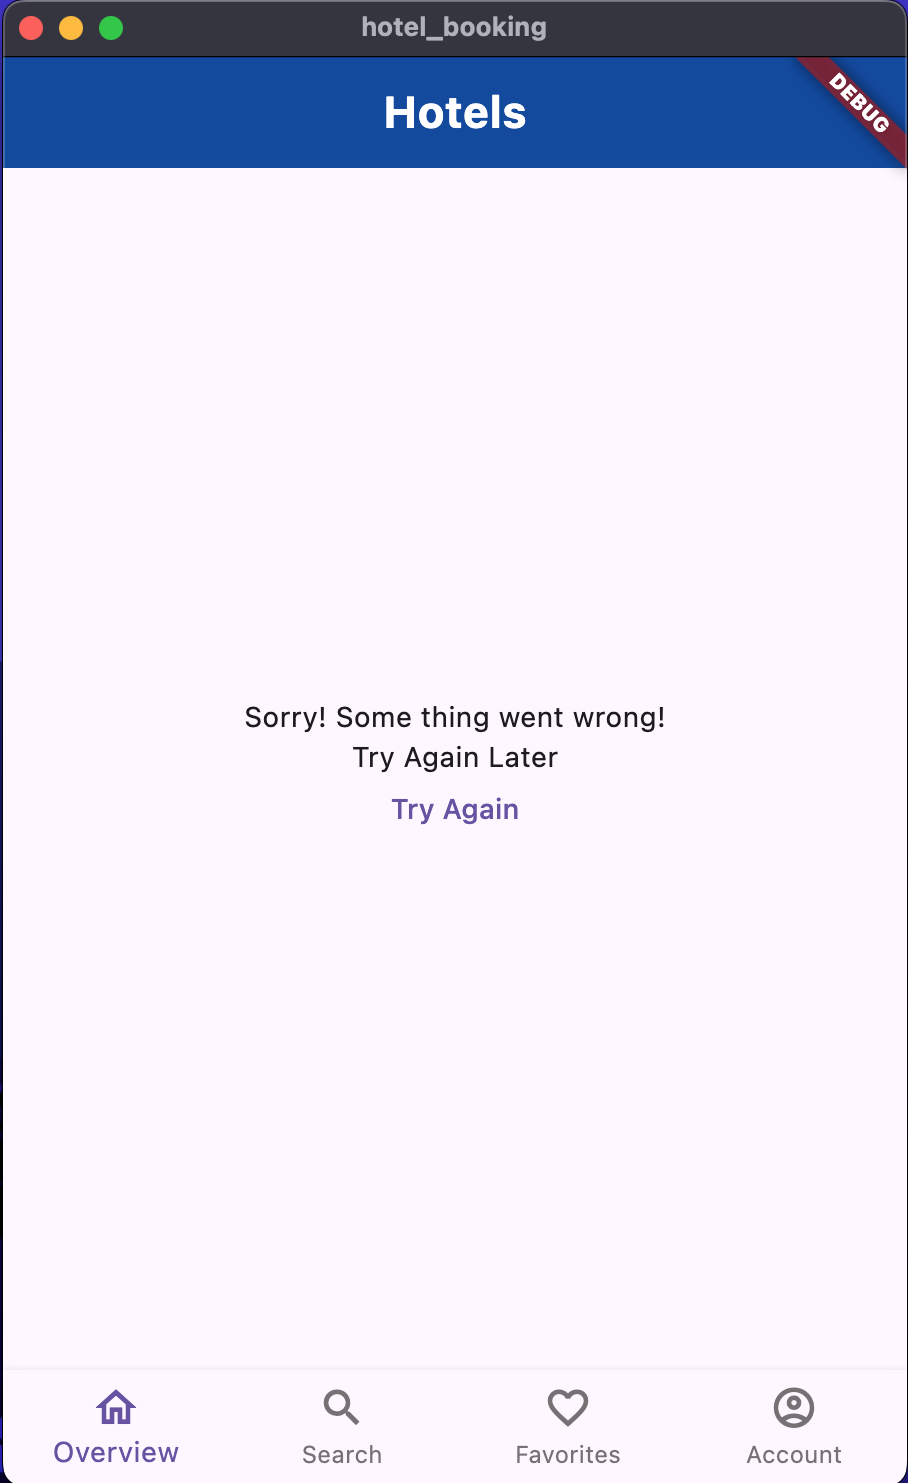 hotel_booking
Hotels
DEBUG
Sorry! Some thing went wrong!
Try Again Later
Try Again
Overview
Search
Favorites
Account